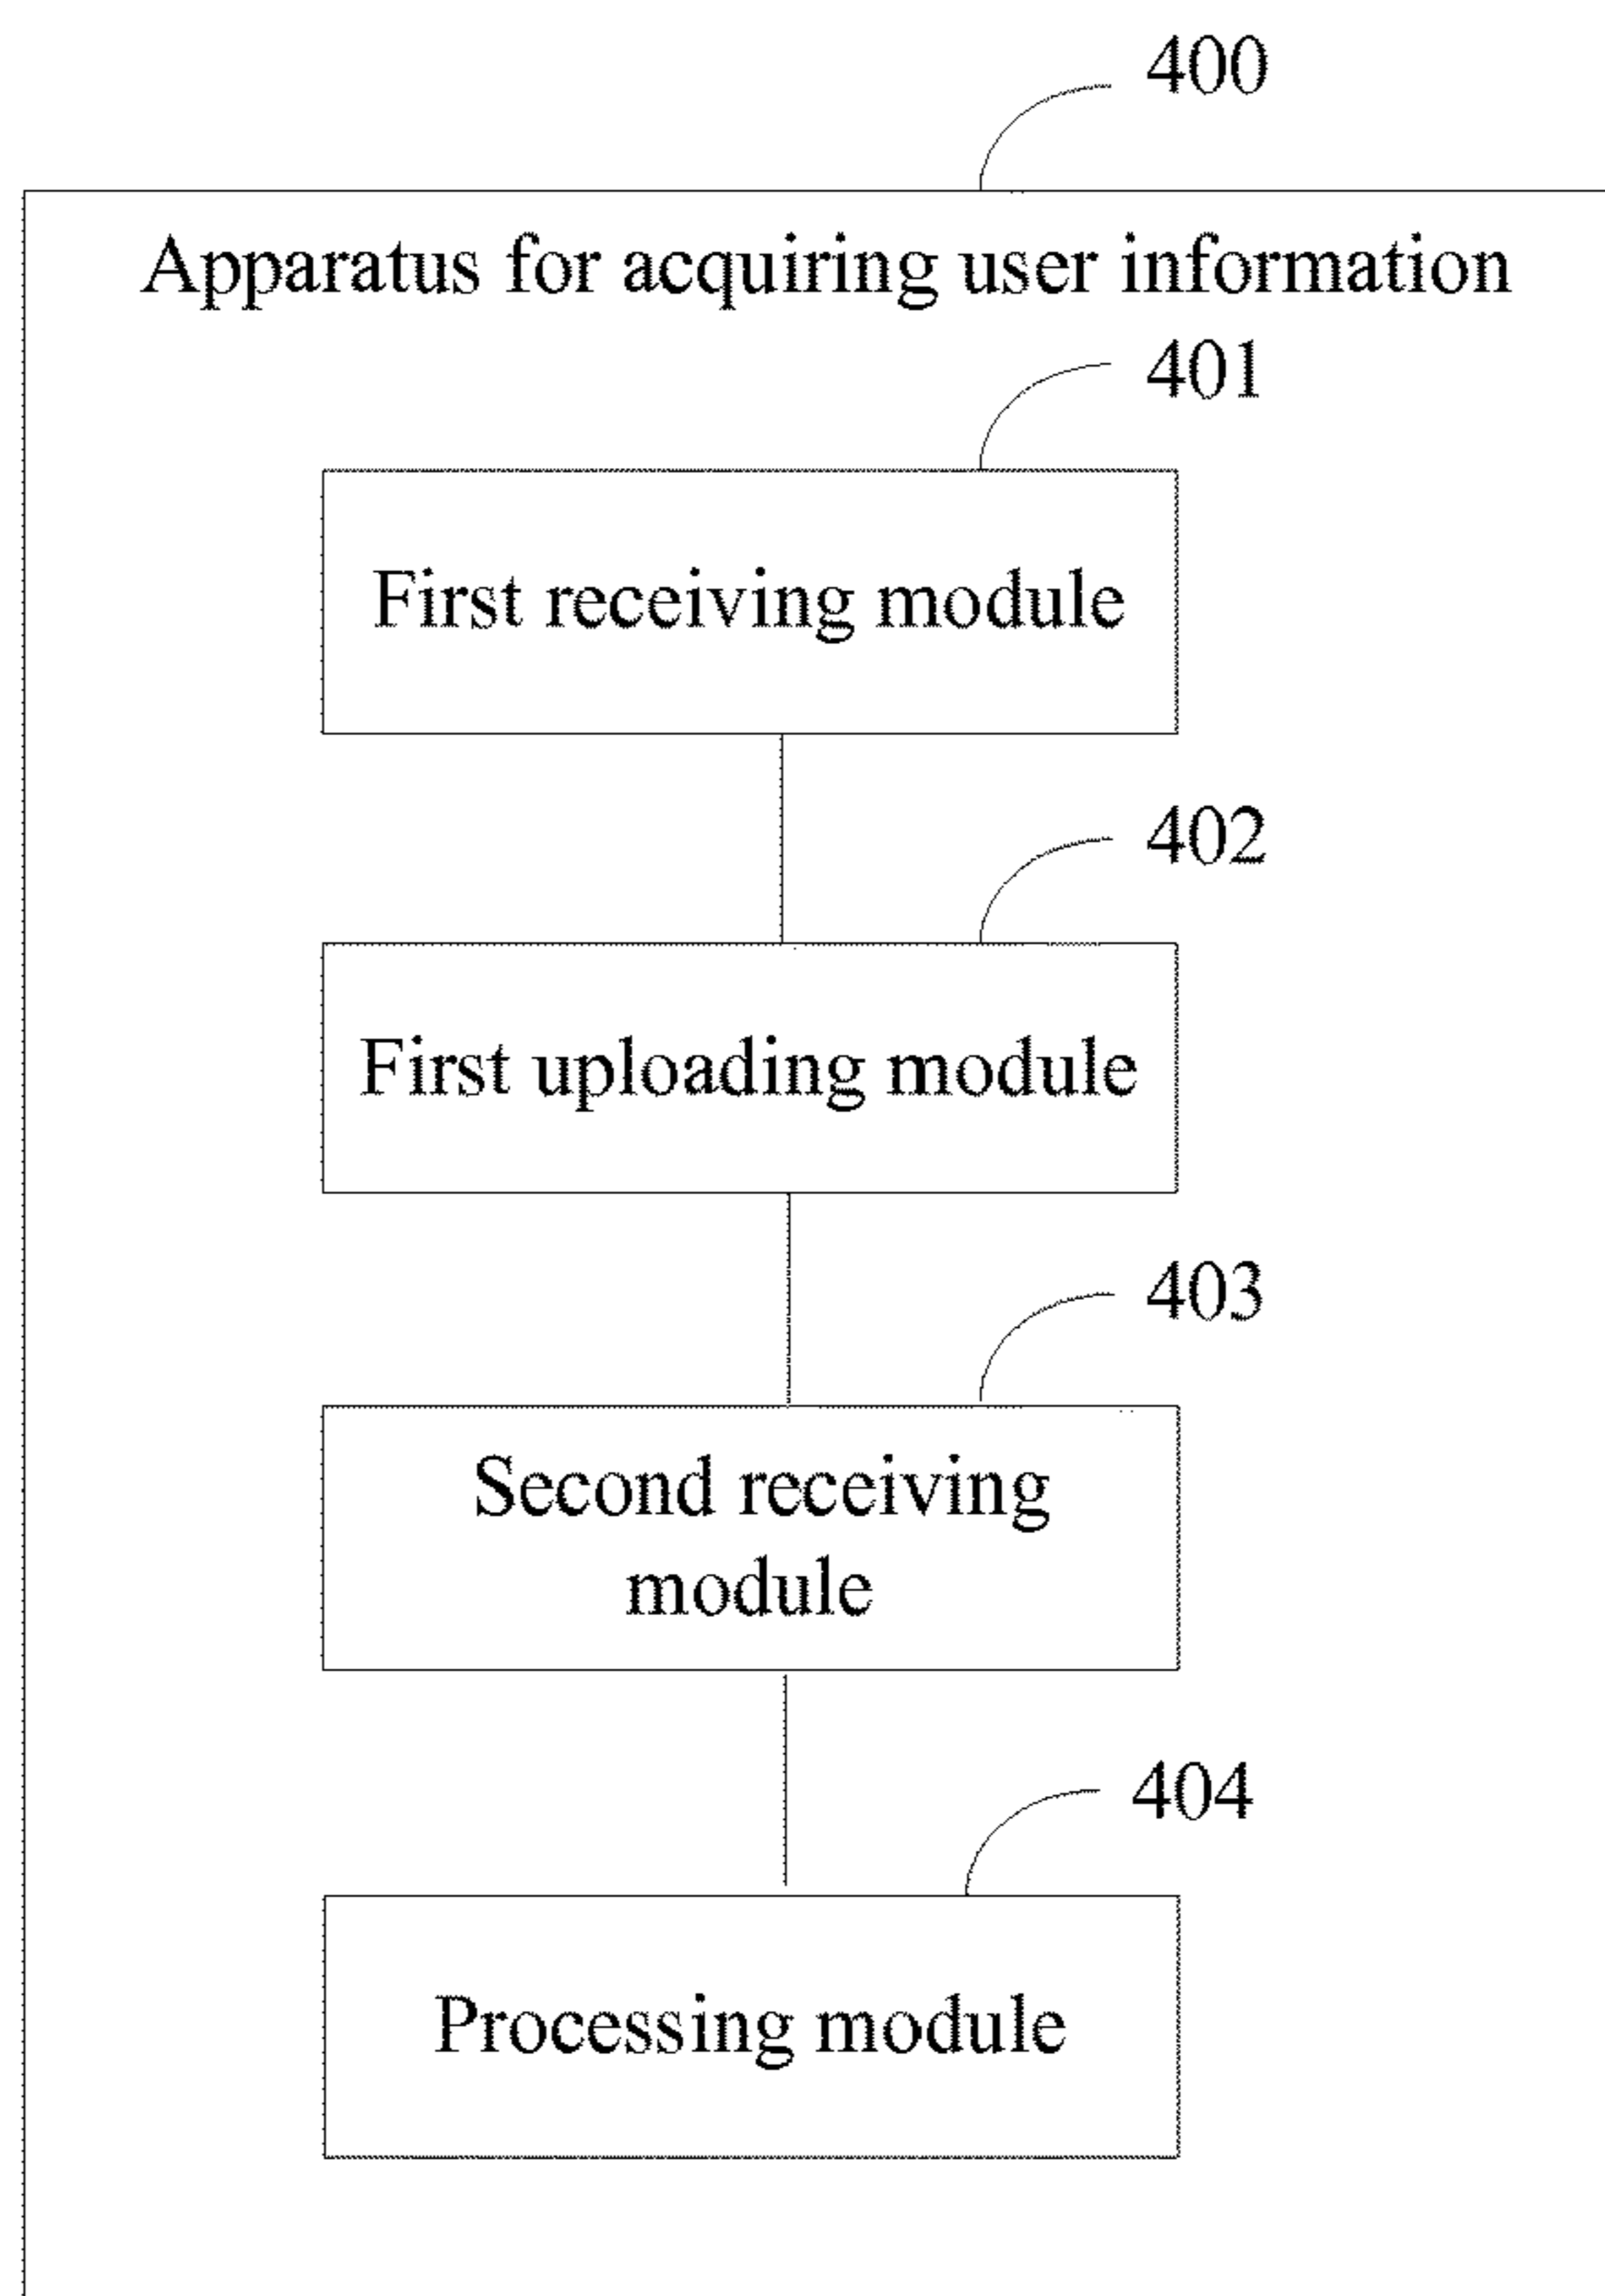 400
Apparatus for acquiring user information
401
First receiving module
402
First uploading module
403
Second receiving
module
404
Processing module